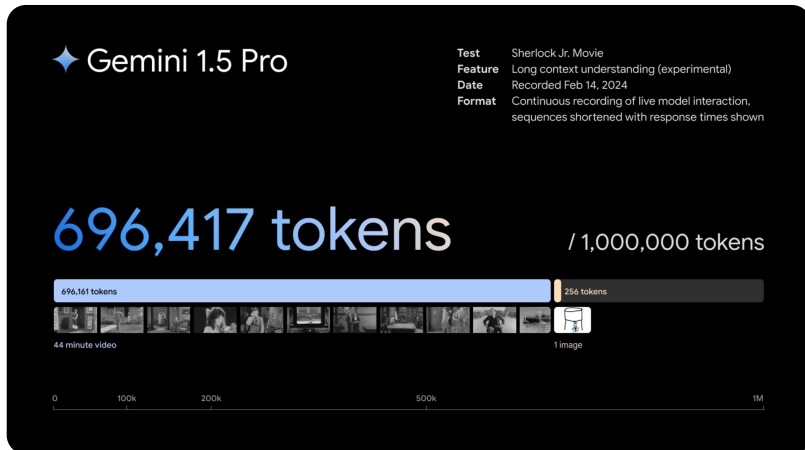 Gemini 1.5 Pro
Test Sherlock Jr. Movie
Feature Long context understanding (experimental)
Date Recorded Feb 14, 2024
Format Continuous recording of live model interaction,
sequences shortened with response times shown
696,417 tokens
/ 1,000,000 tokens
696,161 tokens
256 tokens
44 minute video
1 image
0 100k 200k 500k 1M